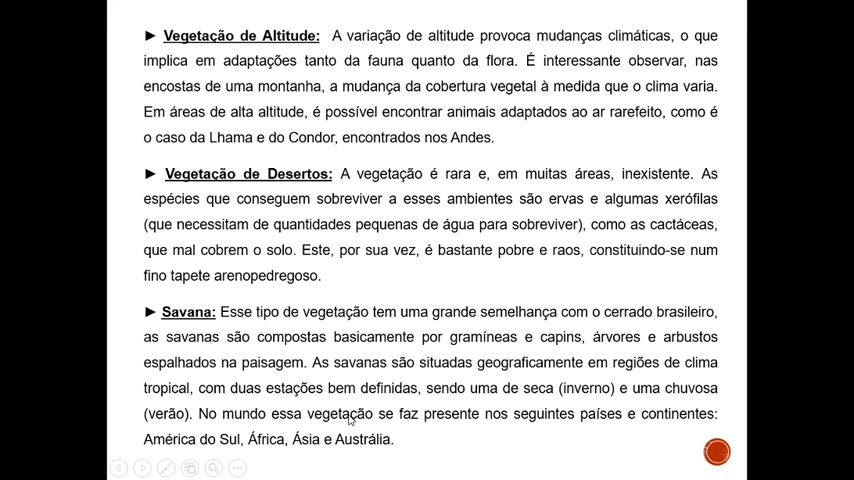 ► Vegetação de Altitude: A variação de altitude provoca mudanças climáticas, o que
implica em adaptações tanto da fauna quanto da flora. É interessante observar, nas
encostas de uma montanha, a mudança da cobertura vegetal à medida que o clima varia.
Em áreas de alta altitude, é possível encontrar animais adaptados ao ar rarefeito, como é
o caso da Lhama e do Condor, encontrados nos Andes.
► Vegetação de Desertos: A vegetação é rara e, em muitas áreas, inexistente. As
espécies que conseguem sobreviver a esses ambientes são ervas e algumas xerófilas
(que necessitam de quantidades pequenas de água para sobreviver), como as cactáceas,
que mal cobrem o solo. Este, por sua vez, é bastante pobre e raos, constituindo-se num
fino tapete arenopedregoso.
► Savana: Esse tipo de vegetação tem uma grande semelhança com o cerrado brasileiro,
as savanas são compostas basicamente por gramíneas e capins, árvores e arbustos
espalhados na paisagem. As savanas são situadas geograficamente em regiões de clima
tropical, com duas estações bem definidas, sendo uma de seca (inverno) e uma chuvosa
(verão). No mundo essa vegetação se faz presente nos seguintes países e continentes:
América do Sul, África, Ásia e Austrália.